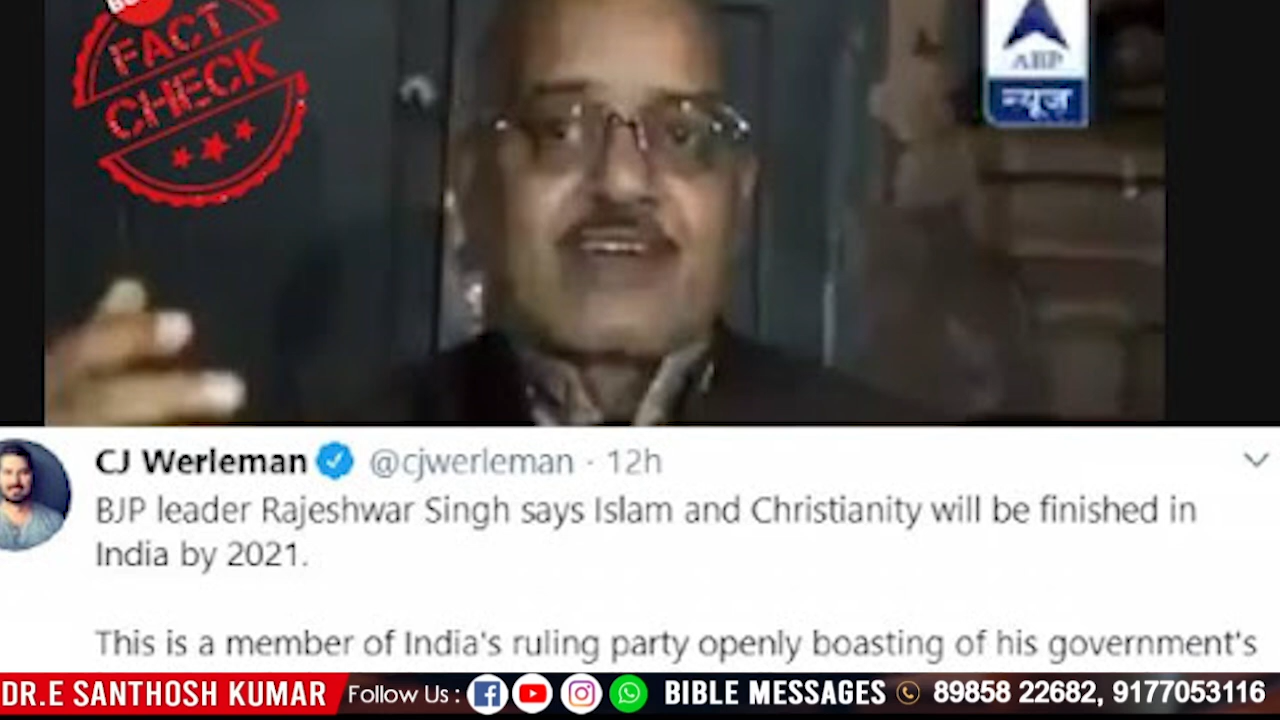 FACT
CHECK
ABP
न्यूज़
CJ Werleman @cjwerleman · 12h
BJP leader Rajeshwar Singh says Islam and Christianity will be finished in
India by 2021.
This is a member of India's ruling party openly boasting of his government's
DR.E SANTHOSH KUMAR Follow Us : BIBLE MESSAGES 89858 22682, 9177053116